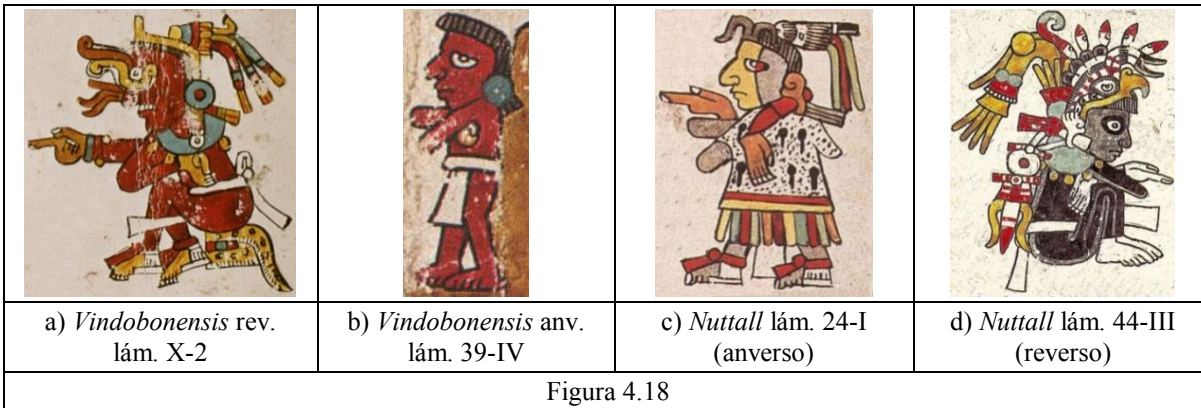 a) Vindobonensis rev.
lám. X-2
b) Vindobonensis anv.
lám. 39-IV
c) Nuttall lám. 24-I
(anverso)
d) Nuttall lám. 44-III
(reverso)
Figura 4.18